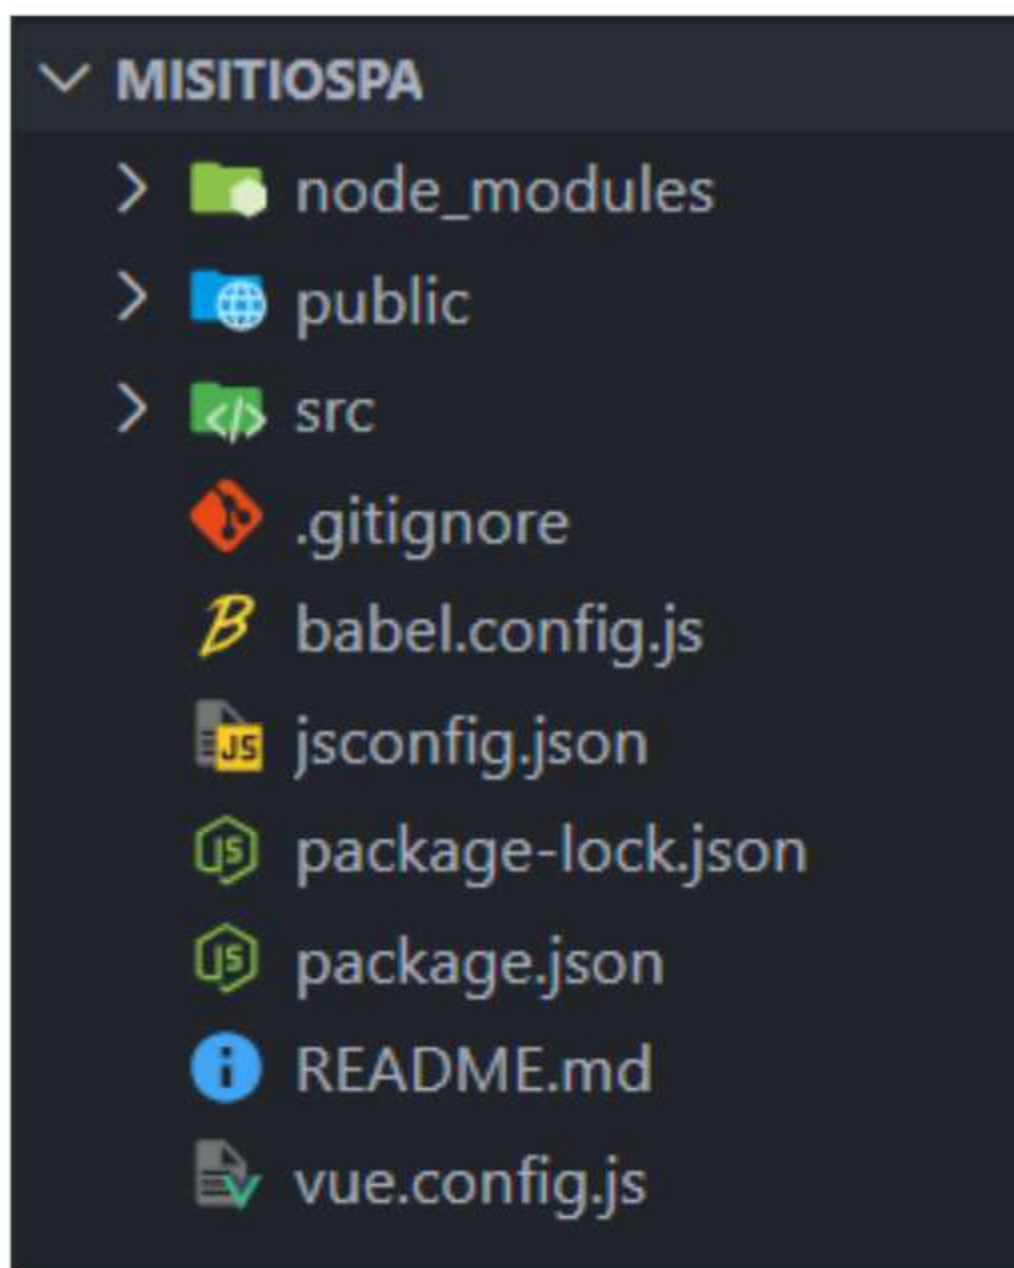 MISITIOSPA
node_modules
public
src
.gitignore
babel.config.js
jsconfig.json
package-lock.json
package.json
README.md
vue.config.js